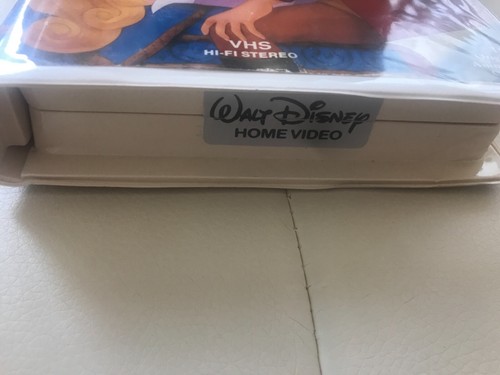 VHS
HI-FI STEREO
WALT DISNEY
HOME VIDEO